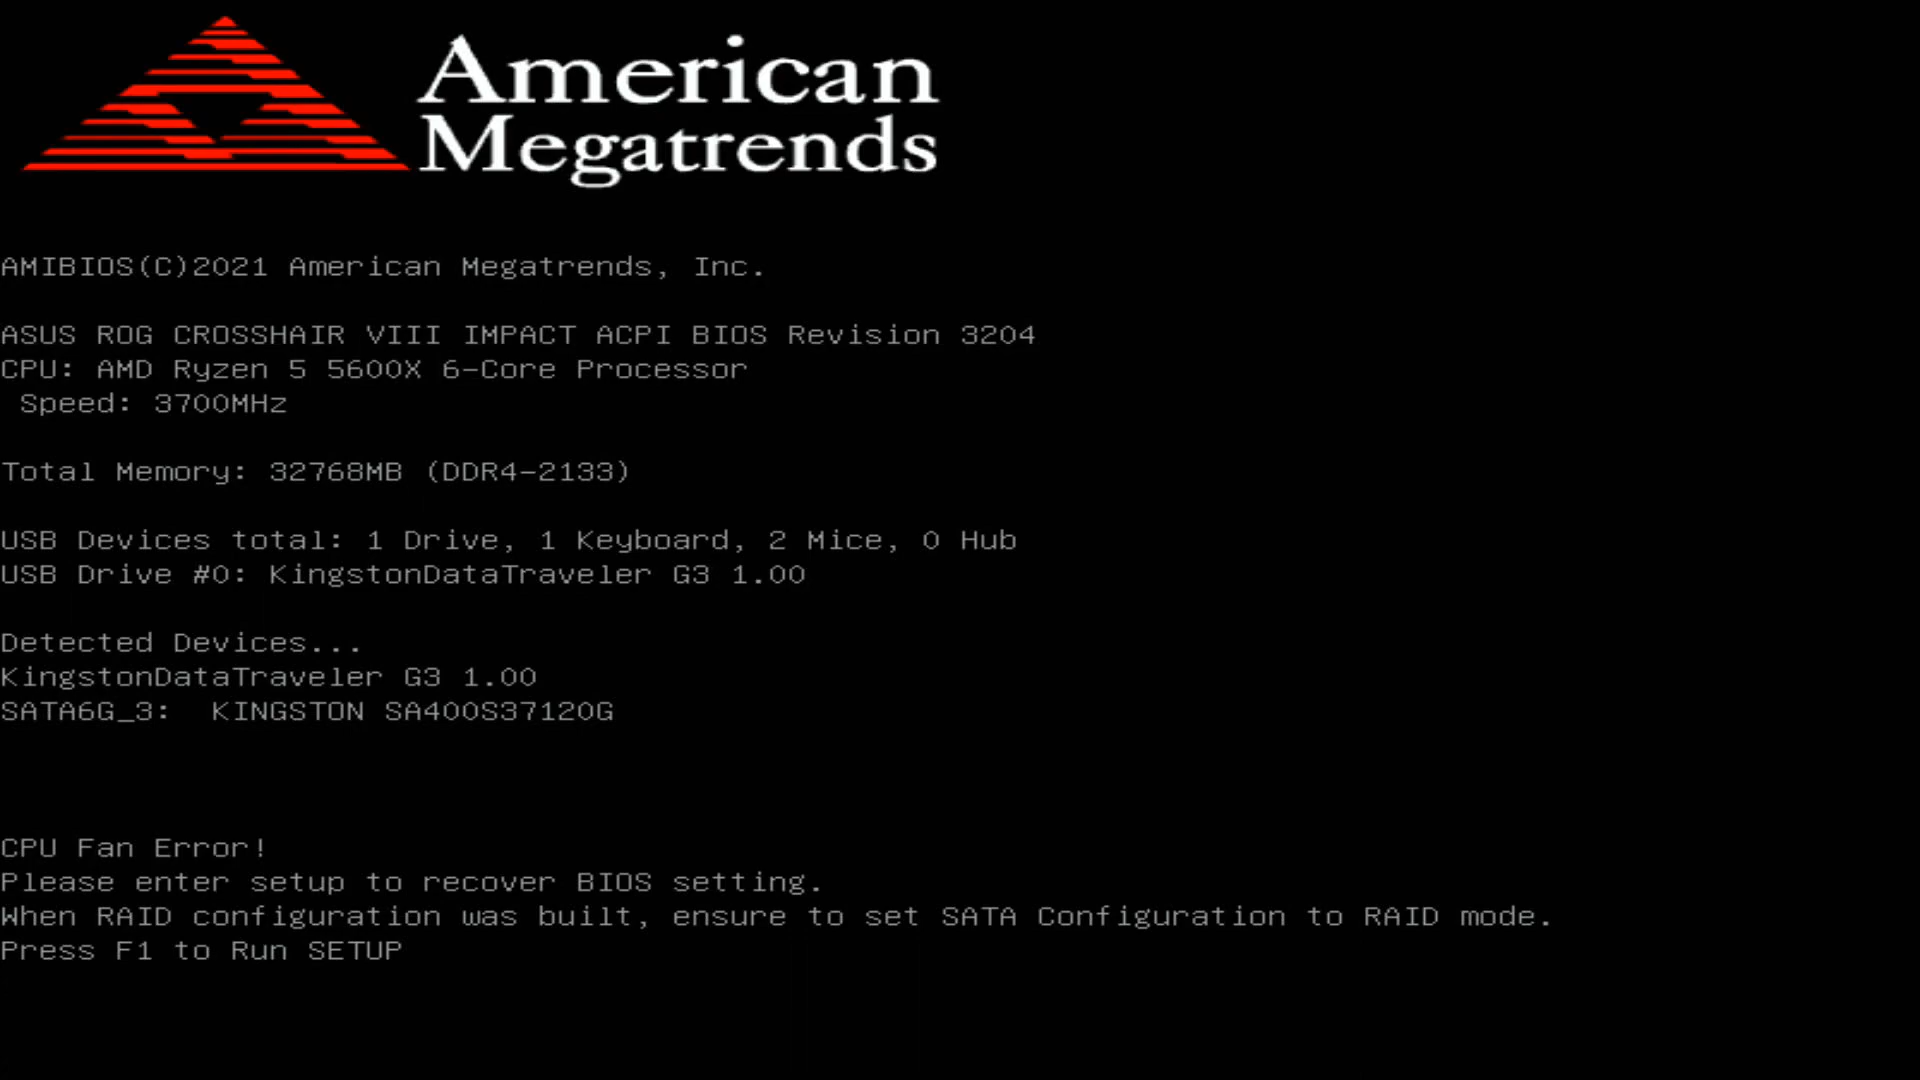 American
Megatrends
AMIBIOS(C)2021 American Megatrends, Inc.
ASUS ROG CROSSHAIR VIII IMPACT ACPI BIOS Revision 3204
CPU: AMD Ryzen 5 5600X 6-Core Processor
Speed: 3700MHz
Total Memory: 32768MB (DDR4-2133)
USB Devices total: 1 Drive, 1 Keyboard, 2 Mice, 0 Hub
USB Drive #0: KingstonDataTraveler G3 1.00
Detected Devices...
KingstonDataTraveler G3 1.00
SATA6G_3: KINGSTON SA400S37120G
CPU Fan Error!
Please enter setup to recover BIOS setting.
When RAID configuration was built, ensure to set SATA Configuration to RAID mode.
Press F1 to Run SETUP